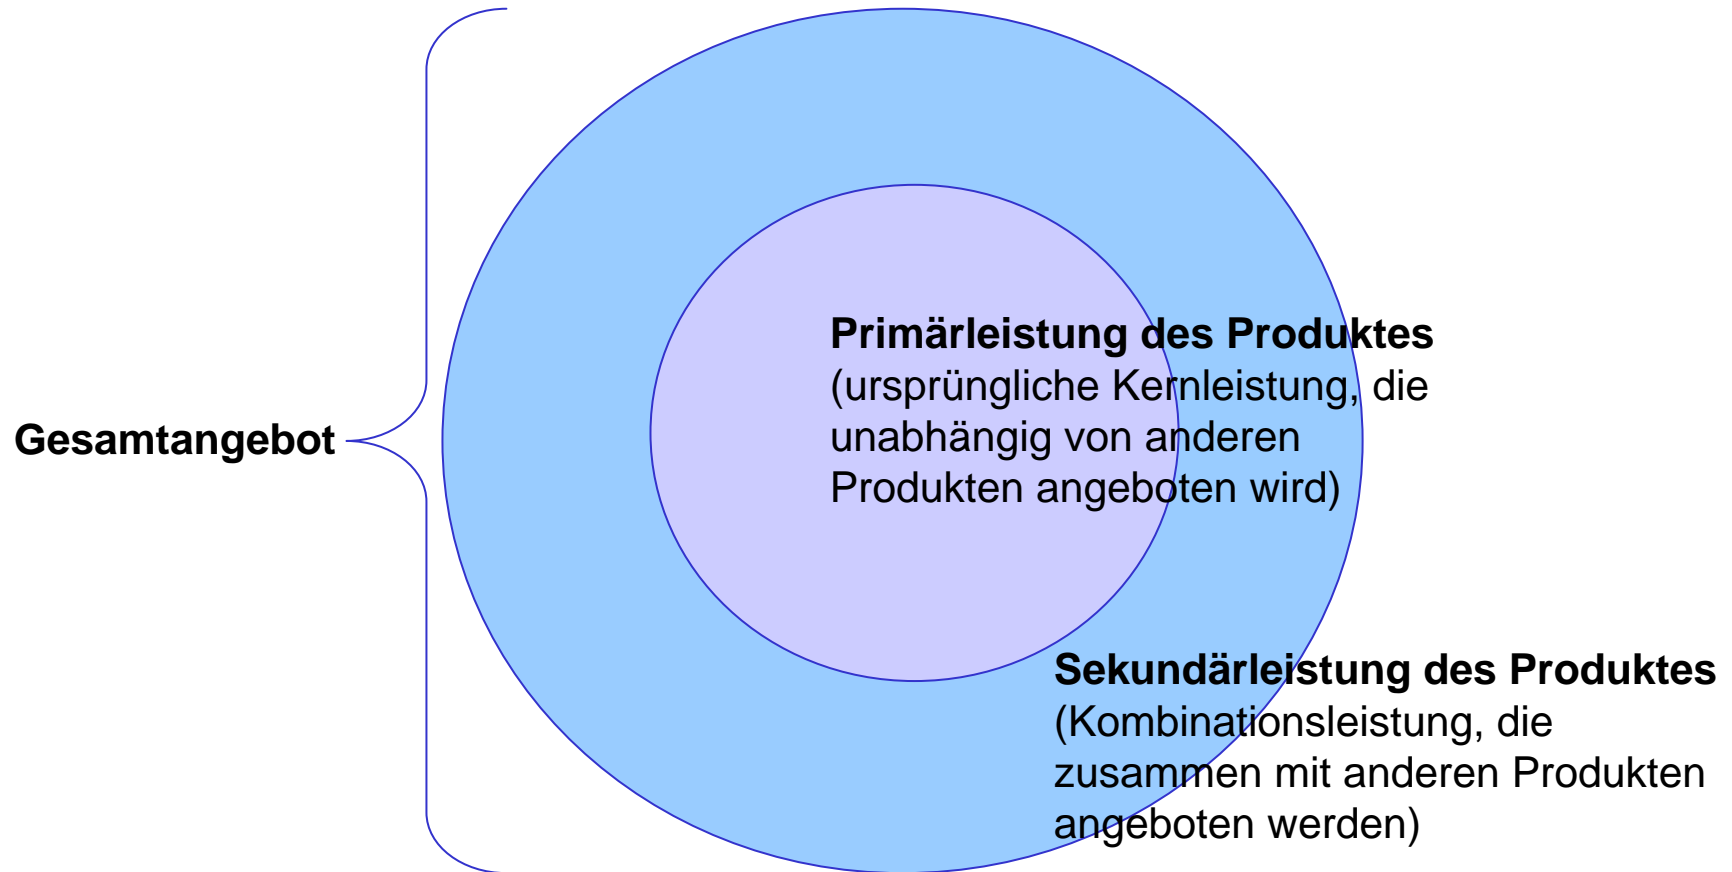 Primärleistung des Produktes
(ursprüngliche Kernleistung, die
unabhängig von anderen
Produkten angeboten wird)
Gesamtangebot
Sekundärleistung des Produktes
(Kombinationsleistung, die
zusammen mit anderen Produkten
angeboten werden)